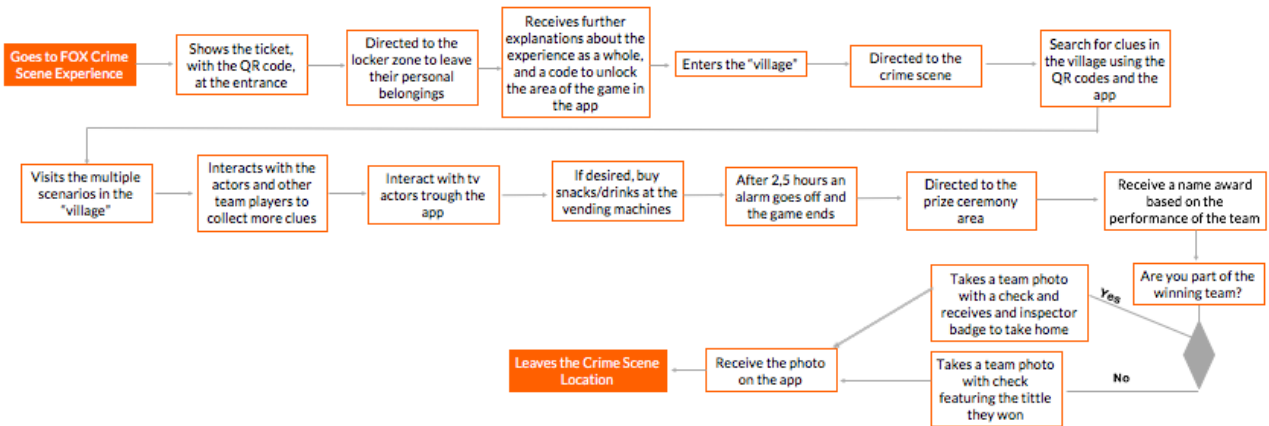 Goes to FOX Crime
Scene Experience
Shows the ticket,
with the QR code,
at the entrance
Directed to the
locker zone to leave
their personal
belongings
Receives further
explanations about the
experience as a whole,
and a code to unlock
the area of the game in
the app
Enters the "village"
Directed to the
crime scene
Search for clues in
the village using the
QR codes and the
app
Visits the multiple
scenarios in the
"village"
Interacts with the
actors and other
team players to
collect more clues
Interact with tv
actors trough the
app
If desired, buy
snacks/drinks at the
vending machines
After 2,5 hours an
alarm goes off and
the game ends
Directed to the
prize ceremony
area
Receive a name award
based on the
performance of the team
Are you part of the
winning team?
Yes
Takes a team photo
with a check and
receives and inspector
badge to take home
No
Takes a team photo
with check
featuring the tittle
they won
Receive the photo
on the app
Leaves the Crime Scene
Location